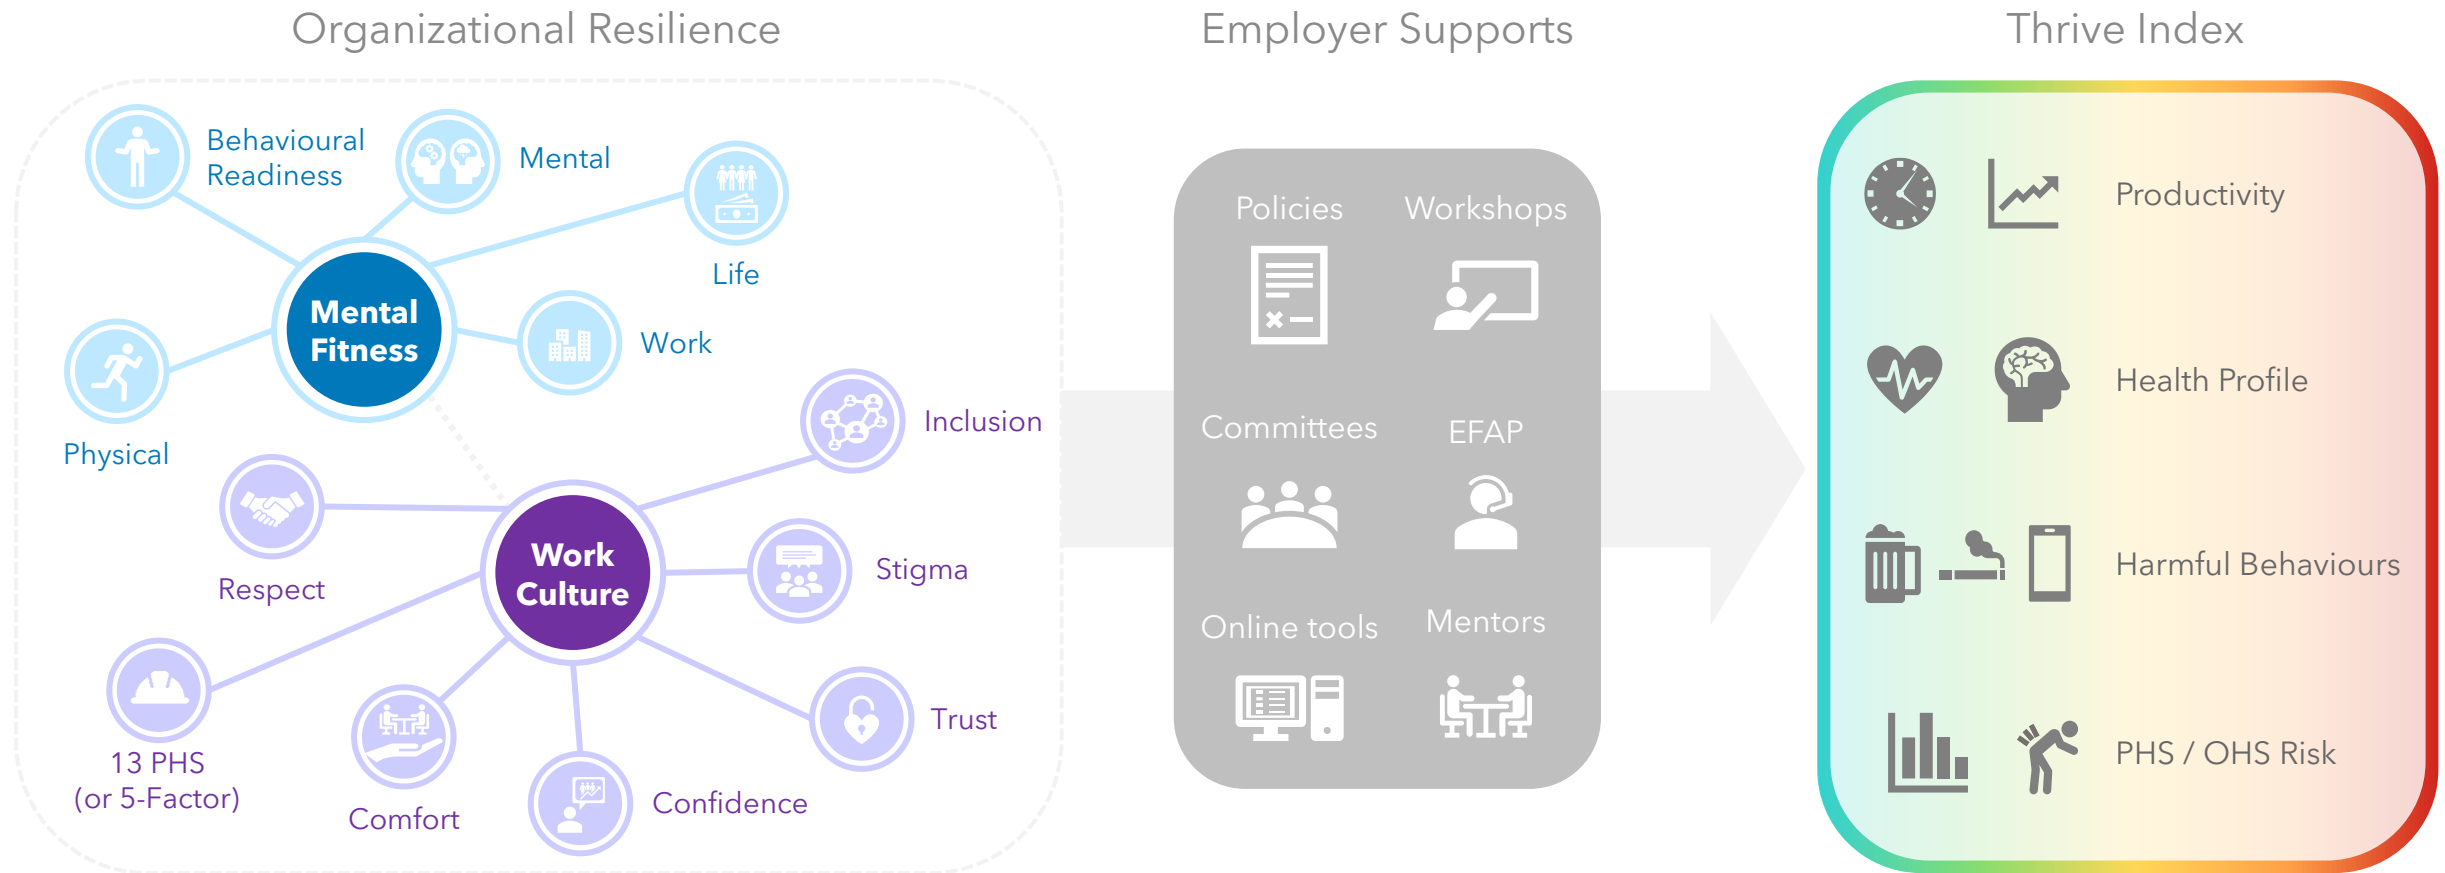 Organizational Resilience
Employer Supports
Thrive Index
Behavioural
Readiness
Mental
Life
Mental
Fitness
Work
Physical
Inclusion
Respect
Work
Culture
Stigma
13 PHS
(or 5-Factor)
Comfort
Confidence
Trust
Policies
Workshops
Committees
EFAP
Online tools
Mentors
Productivity
Health Profile
Harmful Behaviours
PHS / OHS Risk